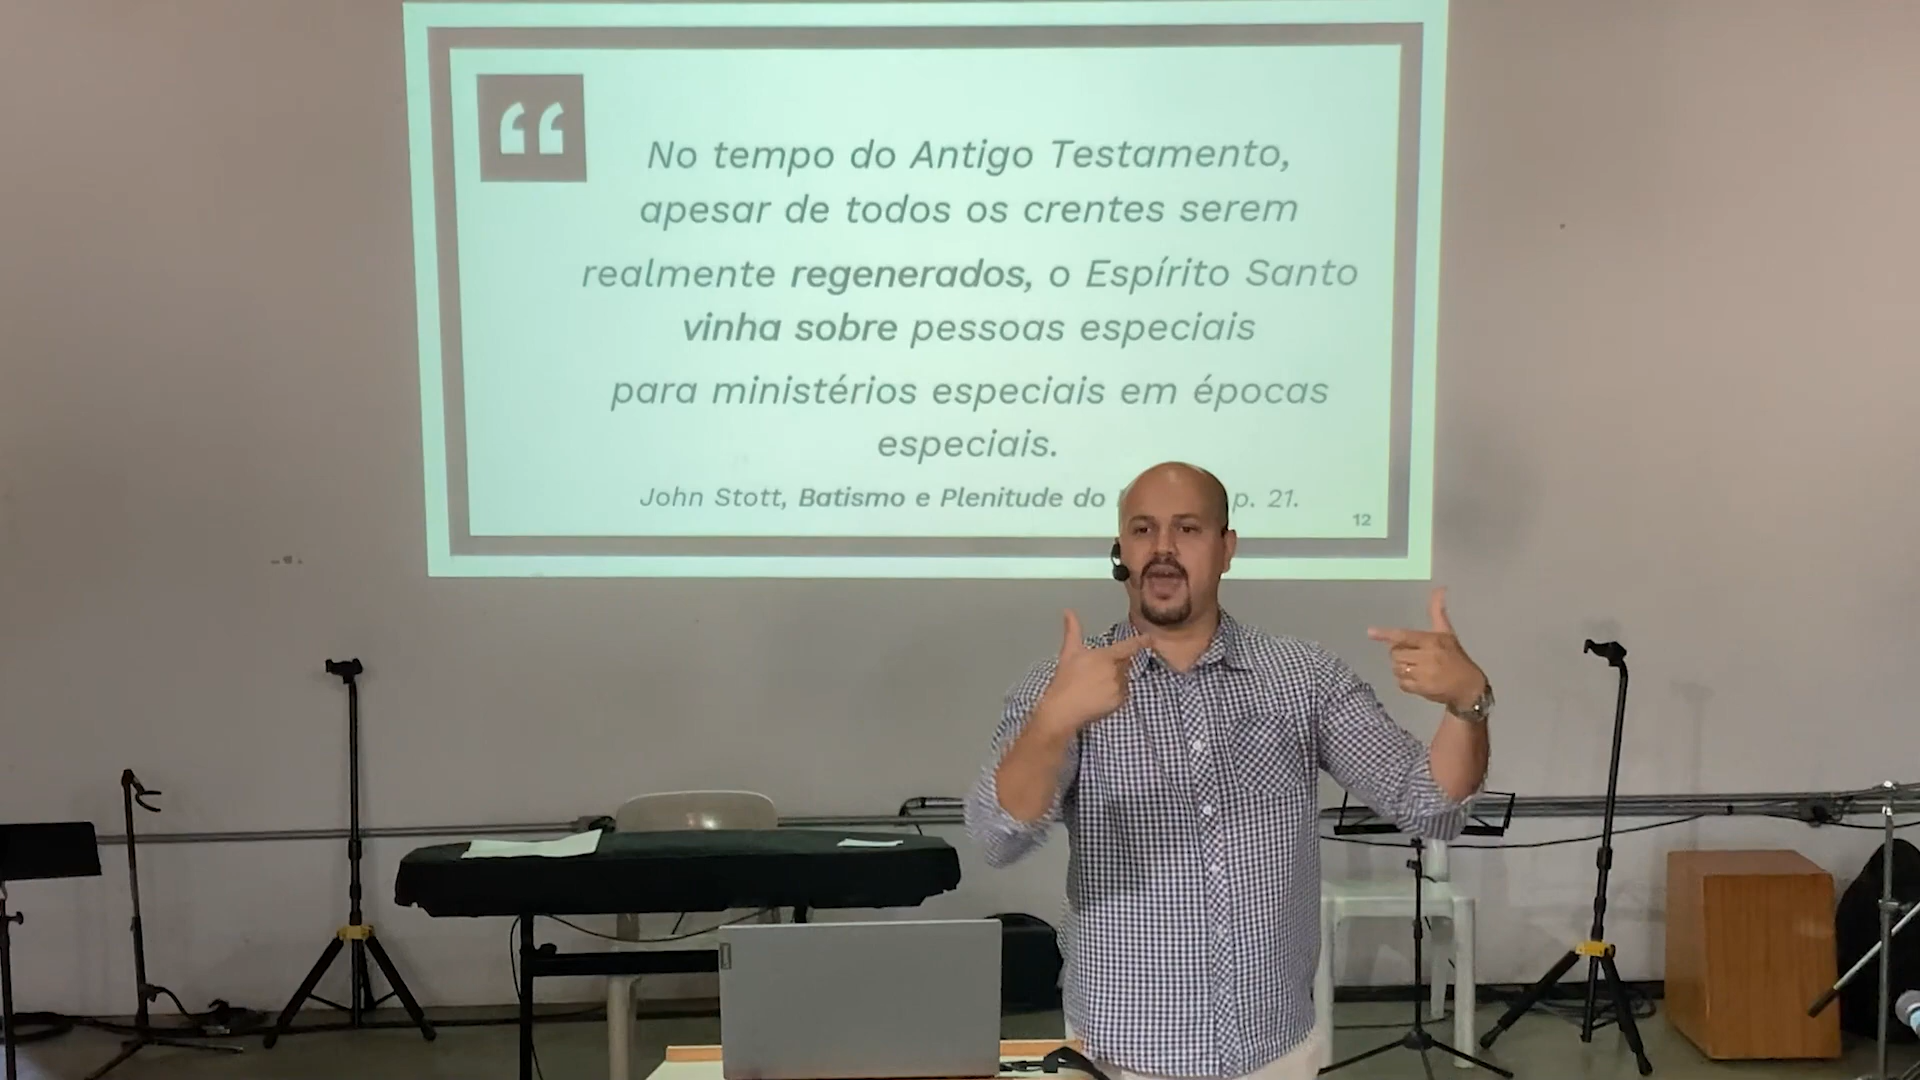 “
No tempo do Antigo Testamento,
apesar de todos os crentes serem
realmente regenerados, o Espírito Santo
vinha sobre pessoas especiais
para ministérios especiais em épocas
especiais.
John Stott, Batismo e Plenitude do p. 21.
12